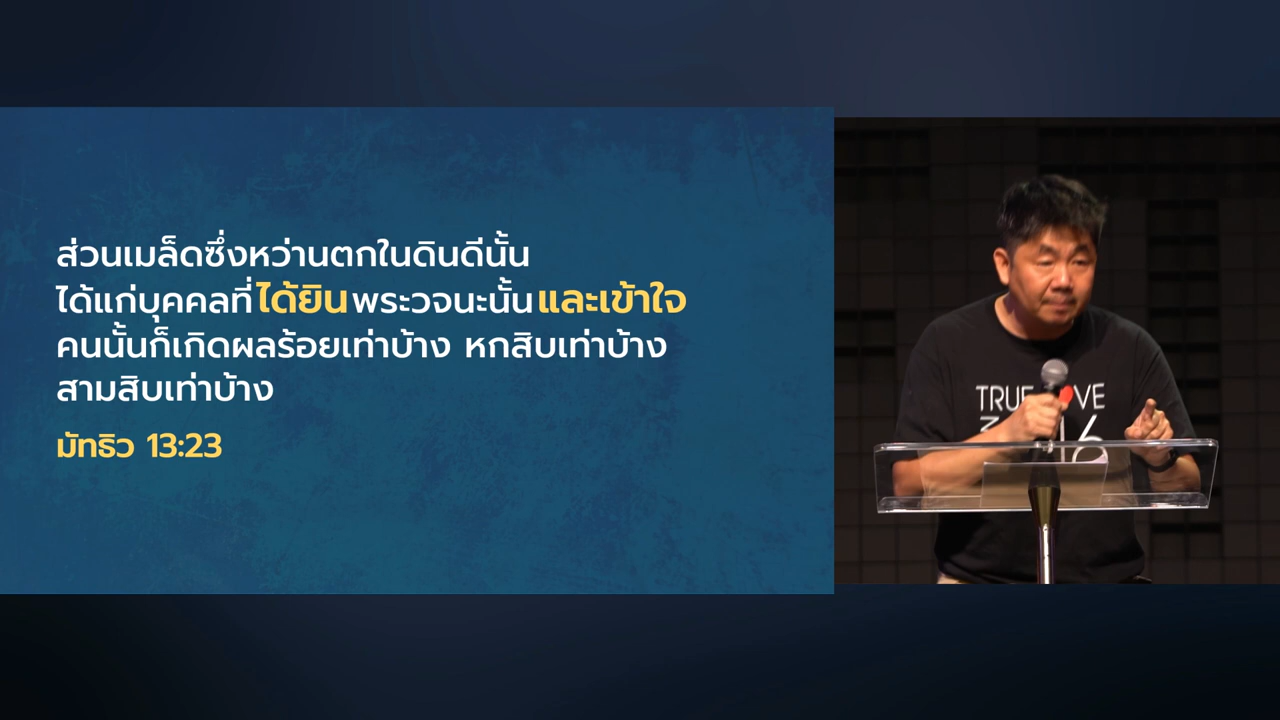 ส่วนเมล็ดซึ่งหว่านตกในดินดีนั้น
ได้แก่บุคคลที่ได้ยินพระวจนะนั้นและเข้าใจ
คนนั้นก็เกิดผลร้อยเท่าบ้าง หกสิบเท่าบ้าง
สามสิบเท่าบ้าง
มัทธิว 13:23
TRUE
VE
16